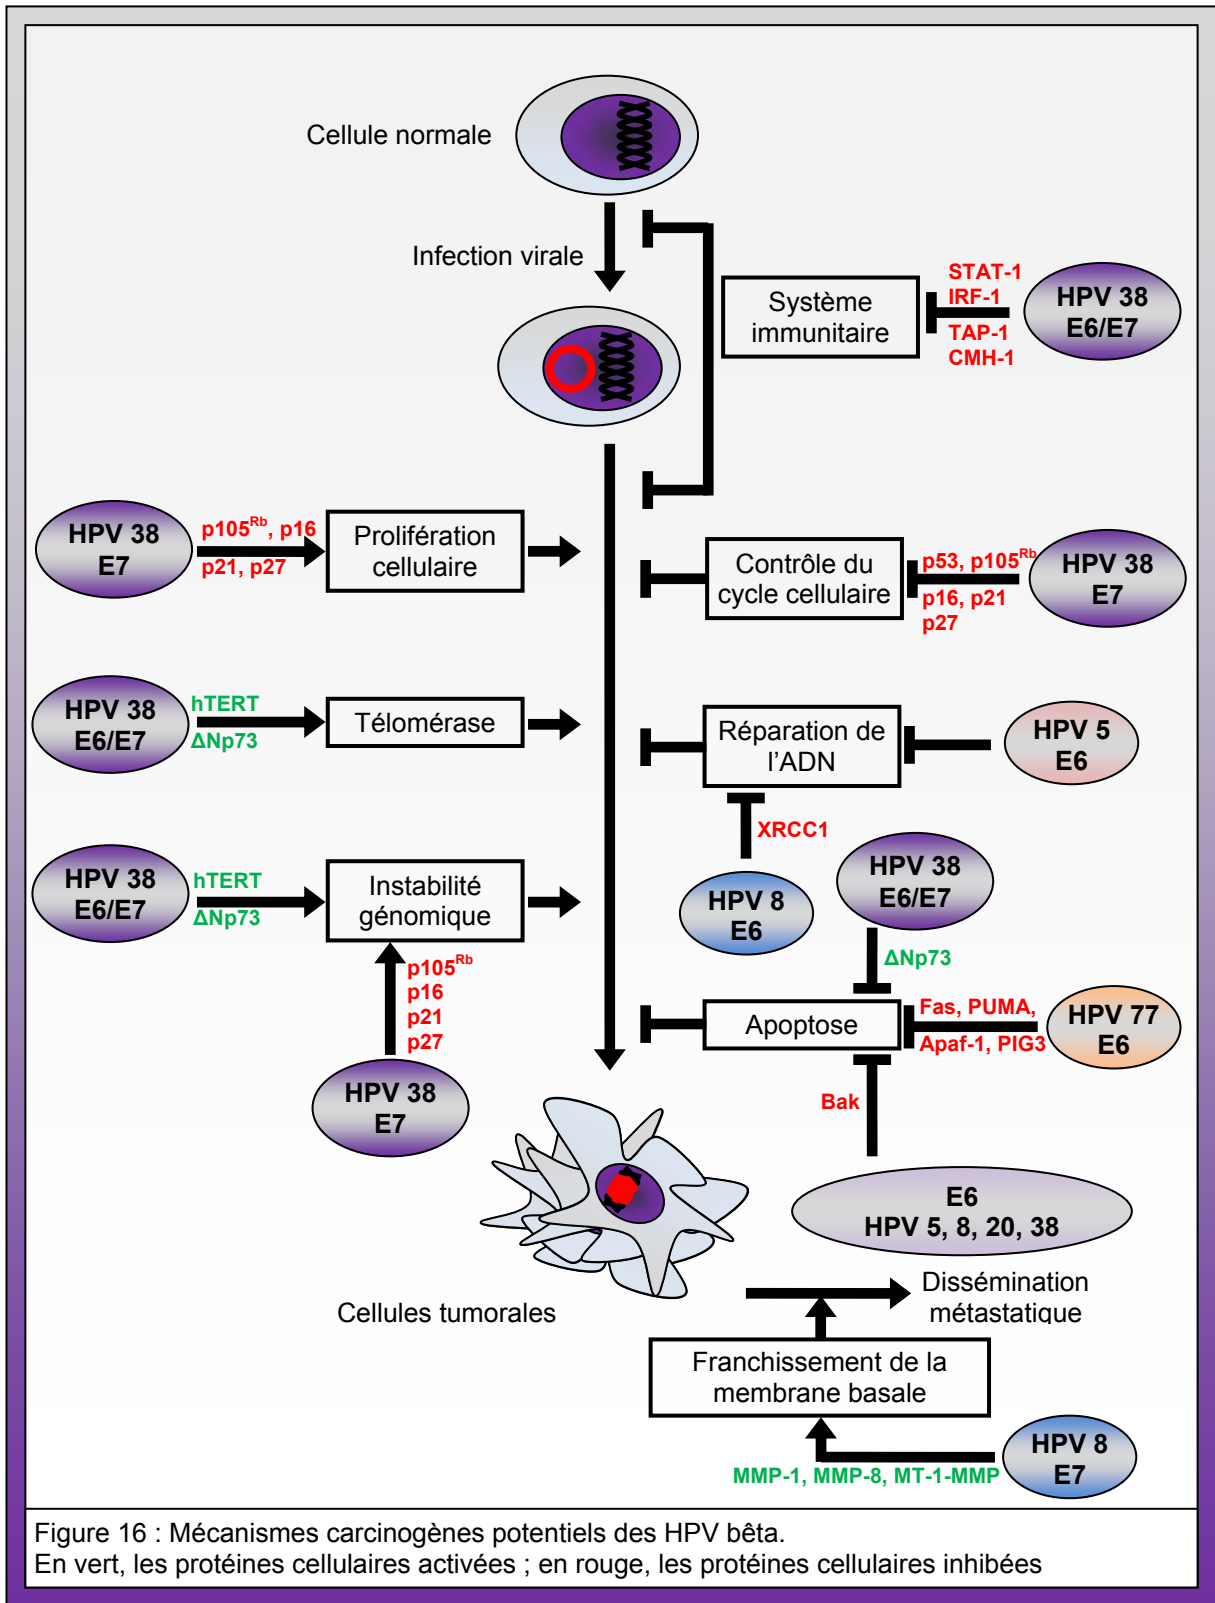 Cellule normale
Infection virale
Système
immunitaire
STAT-1
IRF-1
TAP-1
CMH-1
HPV 38
E6/E7
HPV 38
E7
p105Rb, p16
p21, p27
Prolifération
cellulaire
Contrôle du
cycle cellulaire
p53, p105Rb
p16, p21
p27
HPV 38
E7
HPV 38
E6/E7
hTERT
ΔNp73
Télomérase
Réparation de
l'ADN
HPV 5
E6
XRCC1
HPV 8
E6
HPV 38
E6/E7
ΔNp73
HPV 38
E6/E7
hTERT
ΔNp73
Instabilité
génomique
p105Rb
p16
p21
p27
HPV 38
E7
Apoptose
Fas, PUMA,
Apaf-1, PIG3
HPV 77
E6
Bak
E6
HPV 5, 8, 20, 38
Cellules tumorales
Dissémination
métastatique
Franchissement de la
membrane basale
MMP-1, MMP-8, MT-1-MMP
HPV 8
E7
Figure 16 : Mécanismes carcinogènes potentiels des HPV bêta.
En vert, les protéines cellulaires activées ; en rouge, les protéines cellulaires inhibées